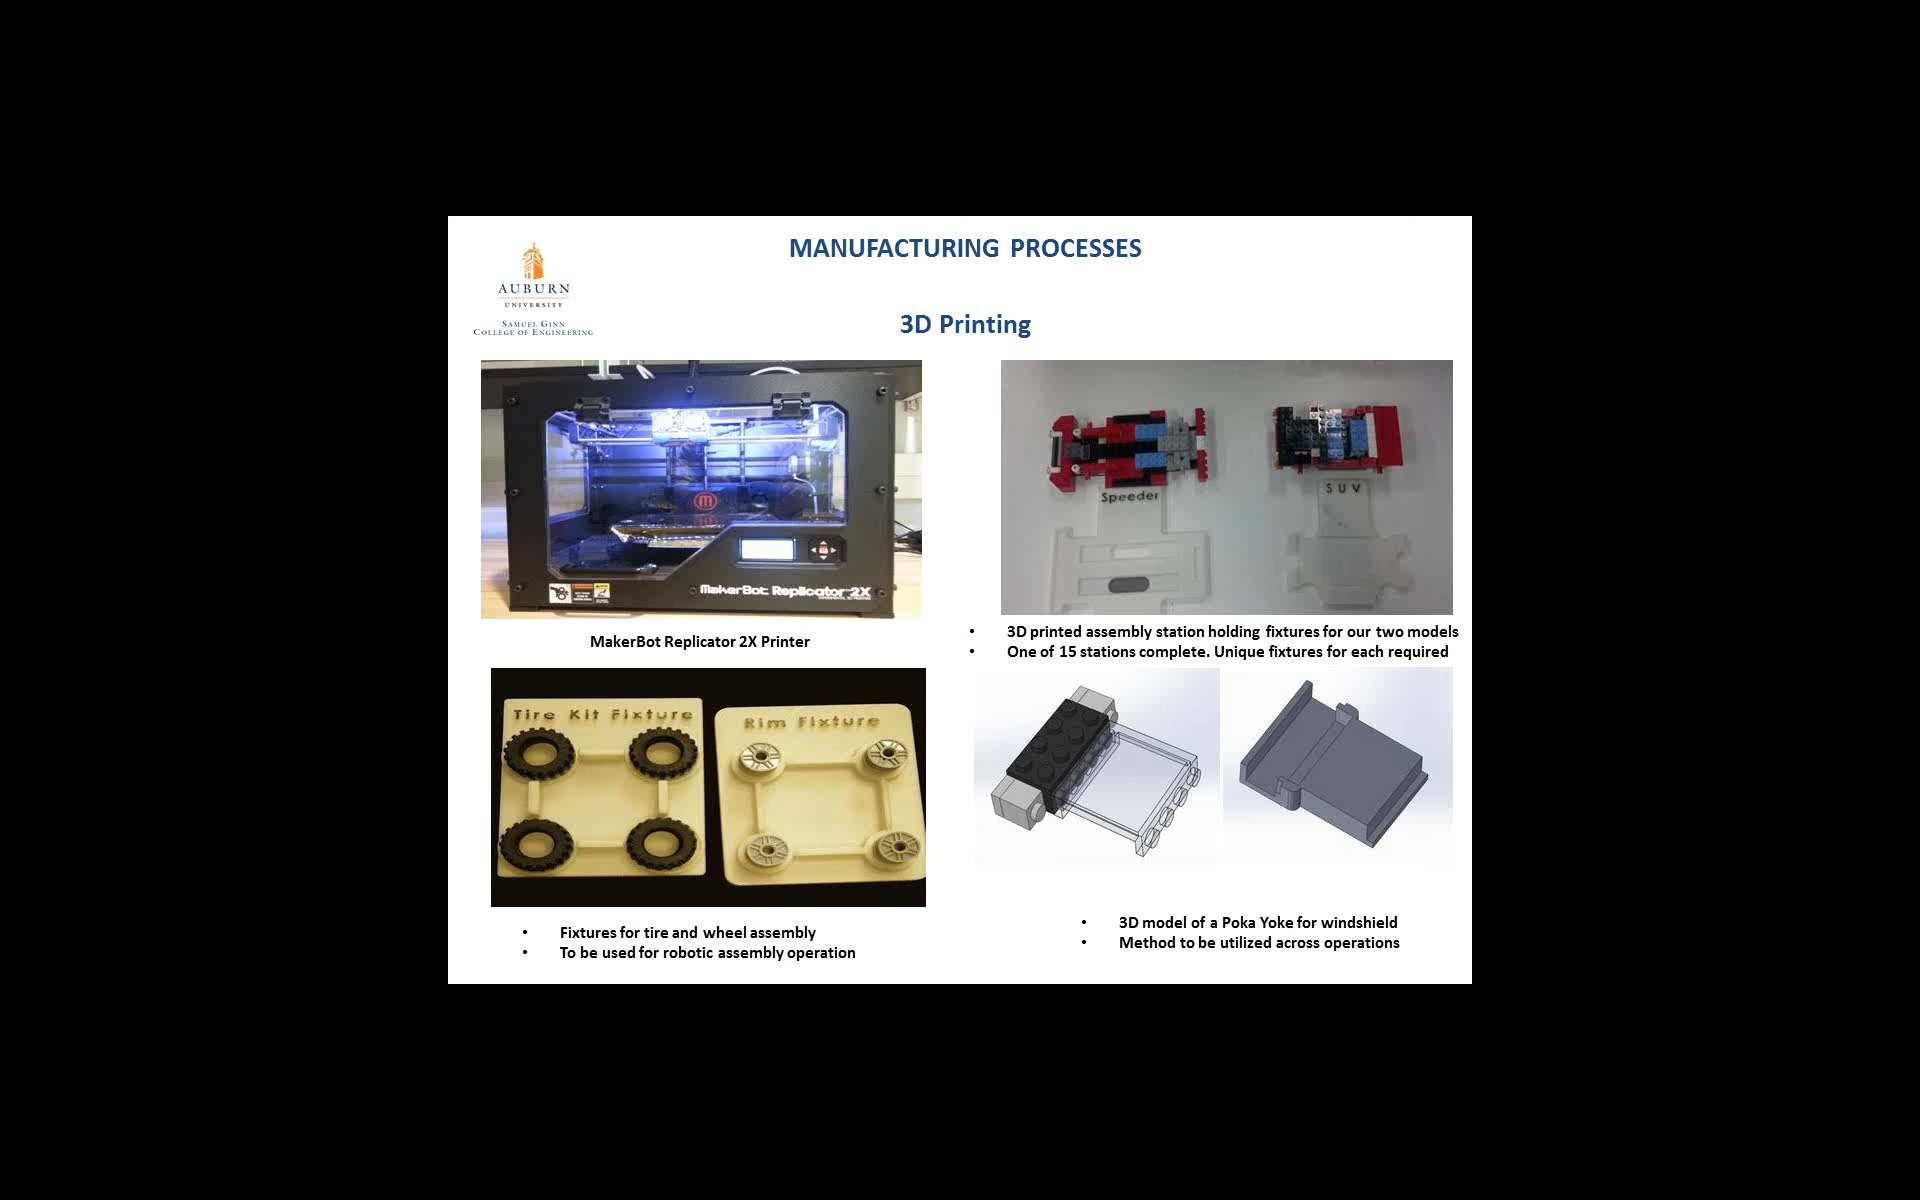 MANUFACTURING PROCESSES
AUBURN
UNIVERSITY
SAMUEL GINN
COLLEGE OF ENGINEERING
3D Printing
MakerBot Replicator 2X
MakerBot Replicator 2X Printer
Speeder
SUV
• 3D printed assembly station holding fixtures for our two models
• One of 15 stations complete. Unique fixtures for each required
Tire Kit Fixture
Rim Fixture
• Fixtures for tire and wheel assembly
• To be used for robotic assembly operation
• 3D model of a Poka Yoke for windshield
• Method to be utilized across operations